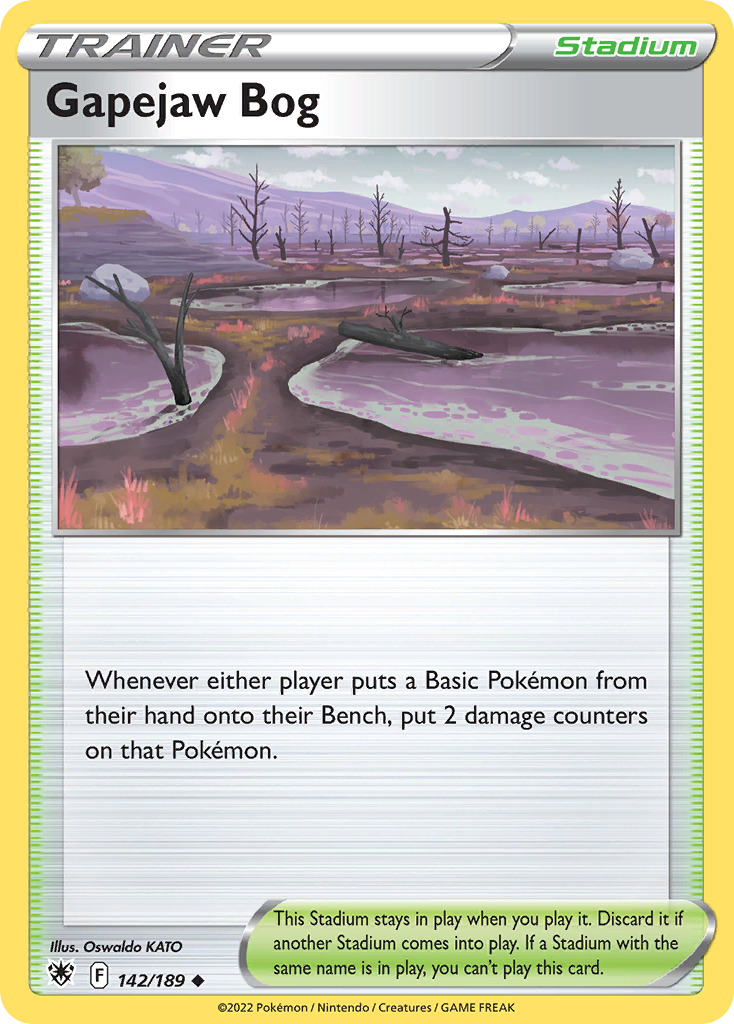 TRAINER Stadium
Gapejaw Bog
Whenever either player puts a Basic Pokémon from
their hand onto their Bench, put 2 damage counters
on that Pokémon.
This Stadium stays in play when you play it. Discard it if
another Stadium comes into play. If a Stadium with the
same name is in play, you can't play this card.
Illus. Oswaldo KATO
F 142/189
©2022 Pokémon / Nintendo / Creatures / GAME FREAK